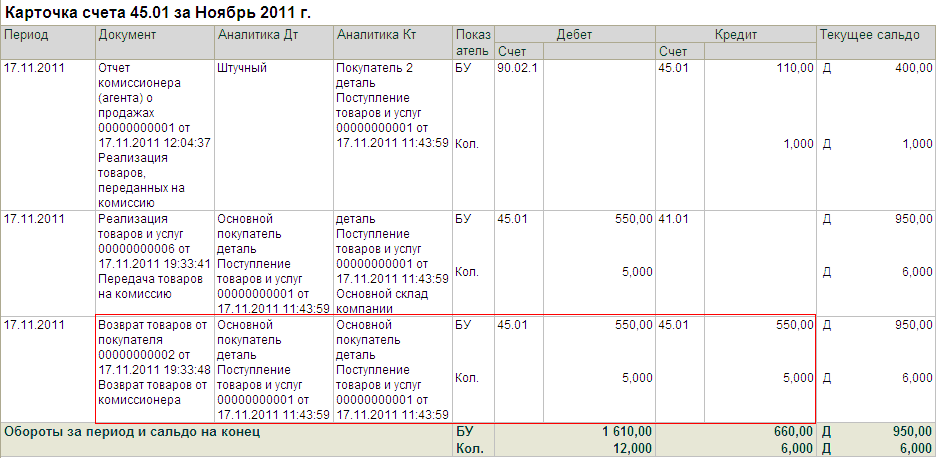 Карточка счета 45.01 за Ноябрь 2011 г.
Период Документ Аналитика Дт Аналитика Кт Показ Дебет Кредит Текущее сальдо
атель Счет Счет
17.11.2011 Отчет Штучный Покупатель 2 БУ 90.02.1 45.01 110,00 Д 400,00
комиссионера деталь
(агента) о Поступление
продажах товаров и услуг
00000000001 от 00000000001 от
17.11.2011 12:04:37 17.11.2011 11:43:59 Кол. 1,000 Д 1,000
Реализация
товаров,
переданных на
комиссию
17.11.2011 Реализация Основной деталь БУ 45.01 550,00 41.01 Д 950,00
товаров и услуг покупатель Поступление
00000000006 от деталь товаров и услуг
17.11.2011 19:33:41 Поступление 00000000001 от Кол. 5,000 Д 6,000
Передача товаров товаров и услуг 17.11.2011 11:43:59
на комиссию 00000000001 от Основной склад
17.11.2011 11:43:59 компании
17.11.2011 Возврат товаров от Основной Основной БУ 45.01 550,00 45.01 550,00 Д 950,00
покупателя покупатель покупатель
00000000002 от деталь деталь
17.11.2011 19:33:48 Поступление Поступление Кол. 5,000 5,000 Д 6,000
Возврат товаров от товаров и услуг товаров и услуг
комиссионера 00000000001 от 00000000001 от
17.11.2011 11:43:59 17.11.2011 11:43:59
Обороты за период и сальдо на конец БУ 1 610,00 660,00 Д 950,00
Кол. 12,000 6,000 Д 6,000